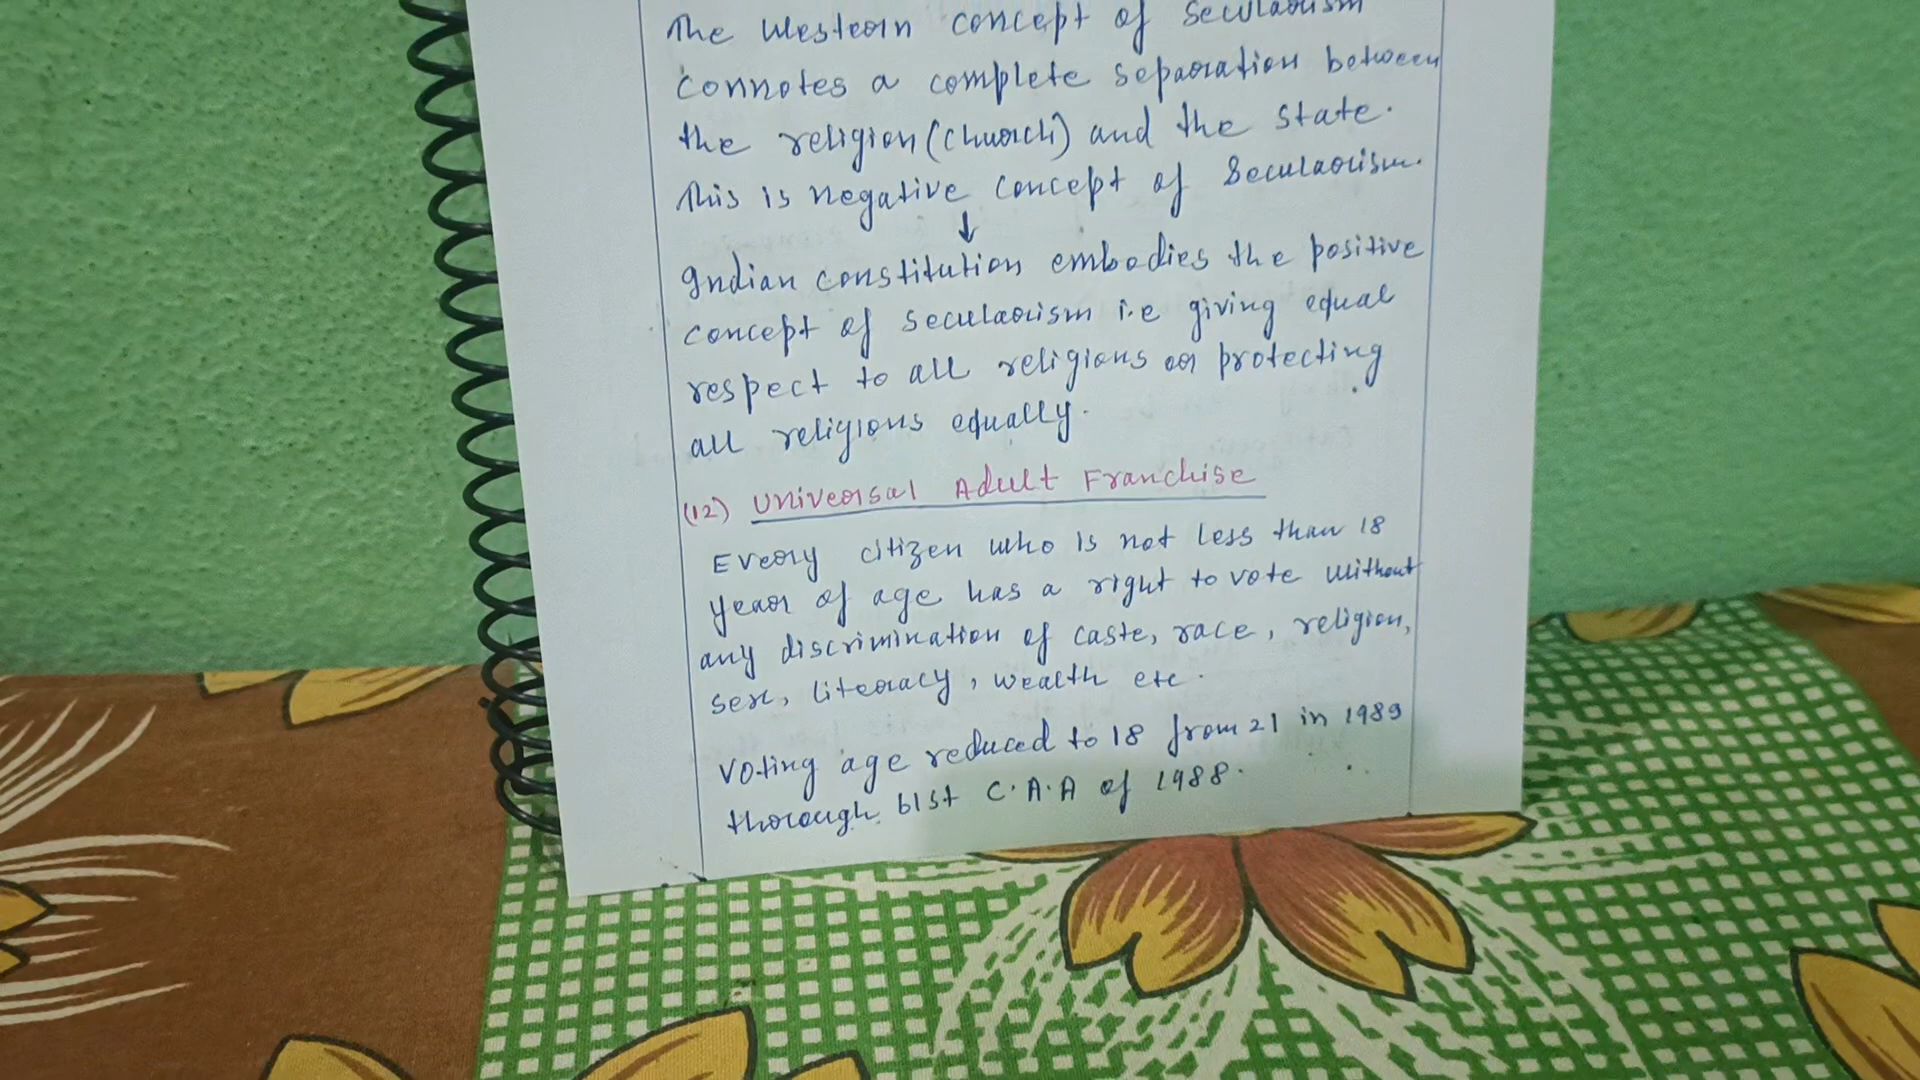 The Western concept of Secularism
connotes a complete separation between
the religion (church) and the state.
This is negative concept of Secularism.
↓
Indian constitution embodies the positive
concept of secularism i.e giving equal
respect to all religions or protecting
all religions equally.
(12) Universal Adult Franchise
Every citizen who is not less than 18
year of age has a right to vote without
any discrimination of caste, race, religion,
sex, literacy, wealth etc.
Voting age reduced to 18 from 21 in 1989
thorough 61st C.A.A of 1988.